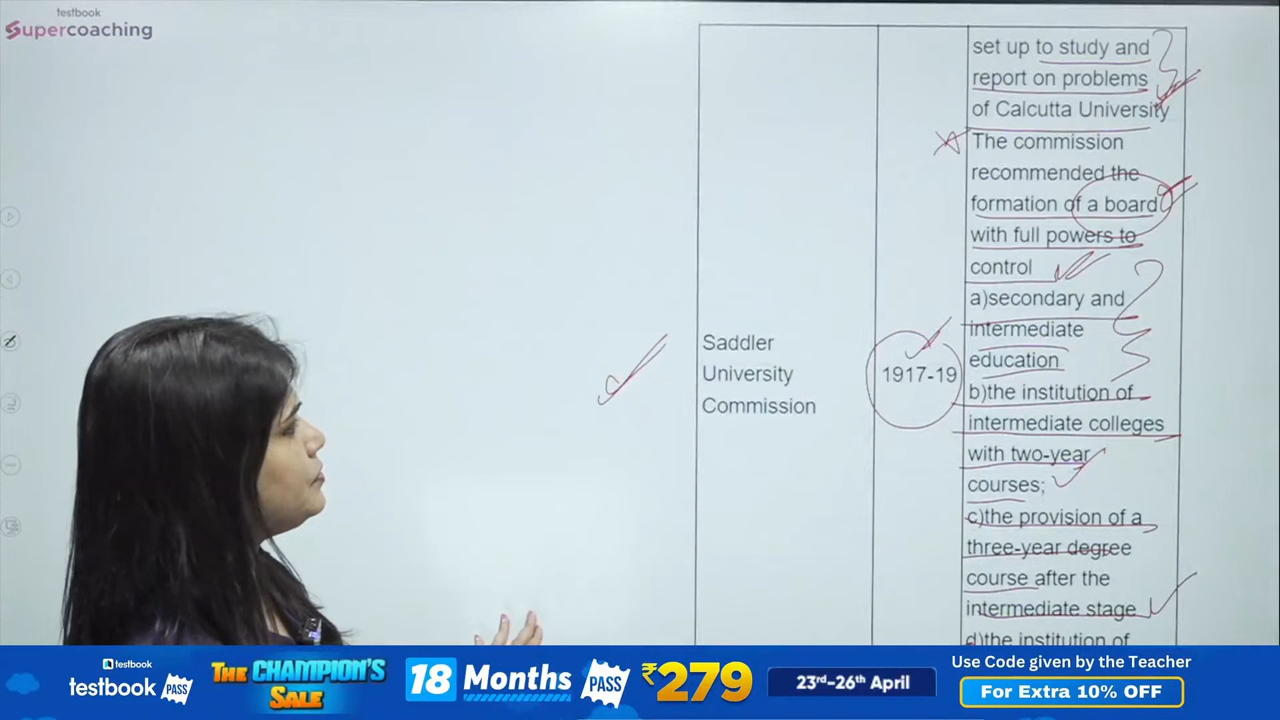 testbook
Supercoaching
set up to study and
report on problems
of Calcutta University
The commission
recommended the
formation of a board
with full powers to
control
a)secondary and
intermediate
education
b)the institution of
intermediate colleges
with two-year
courses;
c)the provision of a
three-year degree
course after the
intermediate stage
d)the institution of
Saddler
University
Commission
1917-19
testbook
testbook PASS
THE CHAMPION'S
SALE
18 Months PASS ₹279
23rd-26th April
Use Code given by the Teacher
For Extra 10% OFF